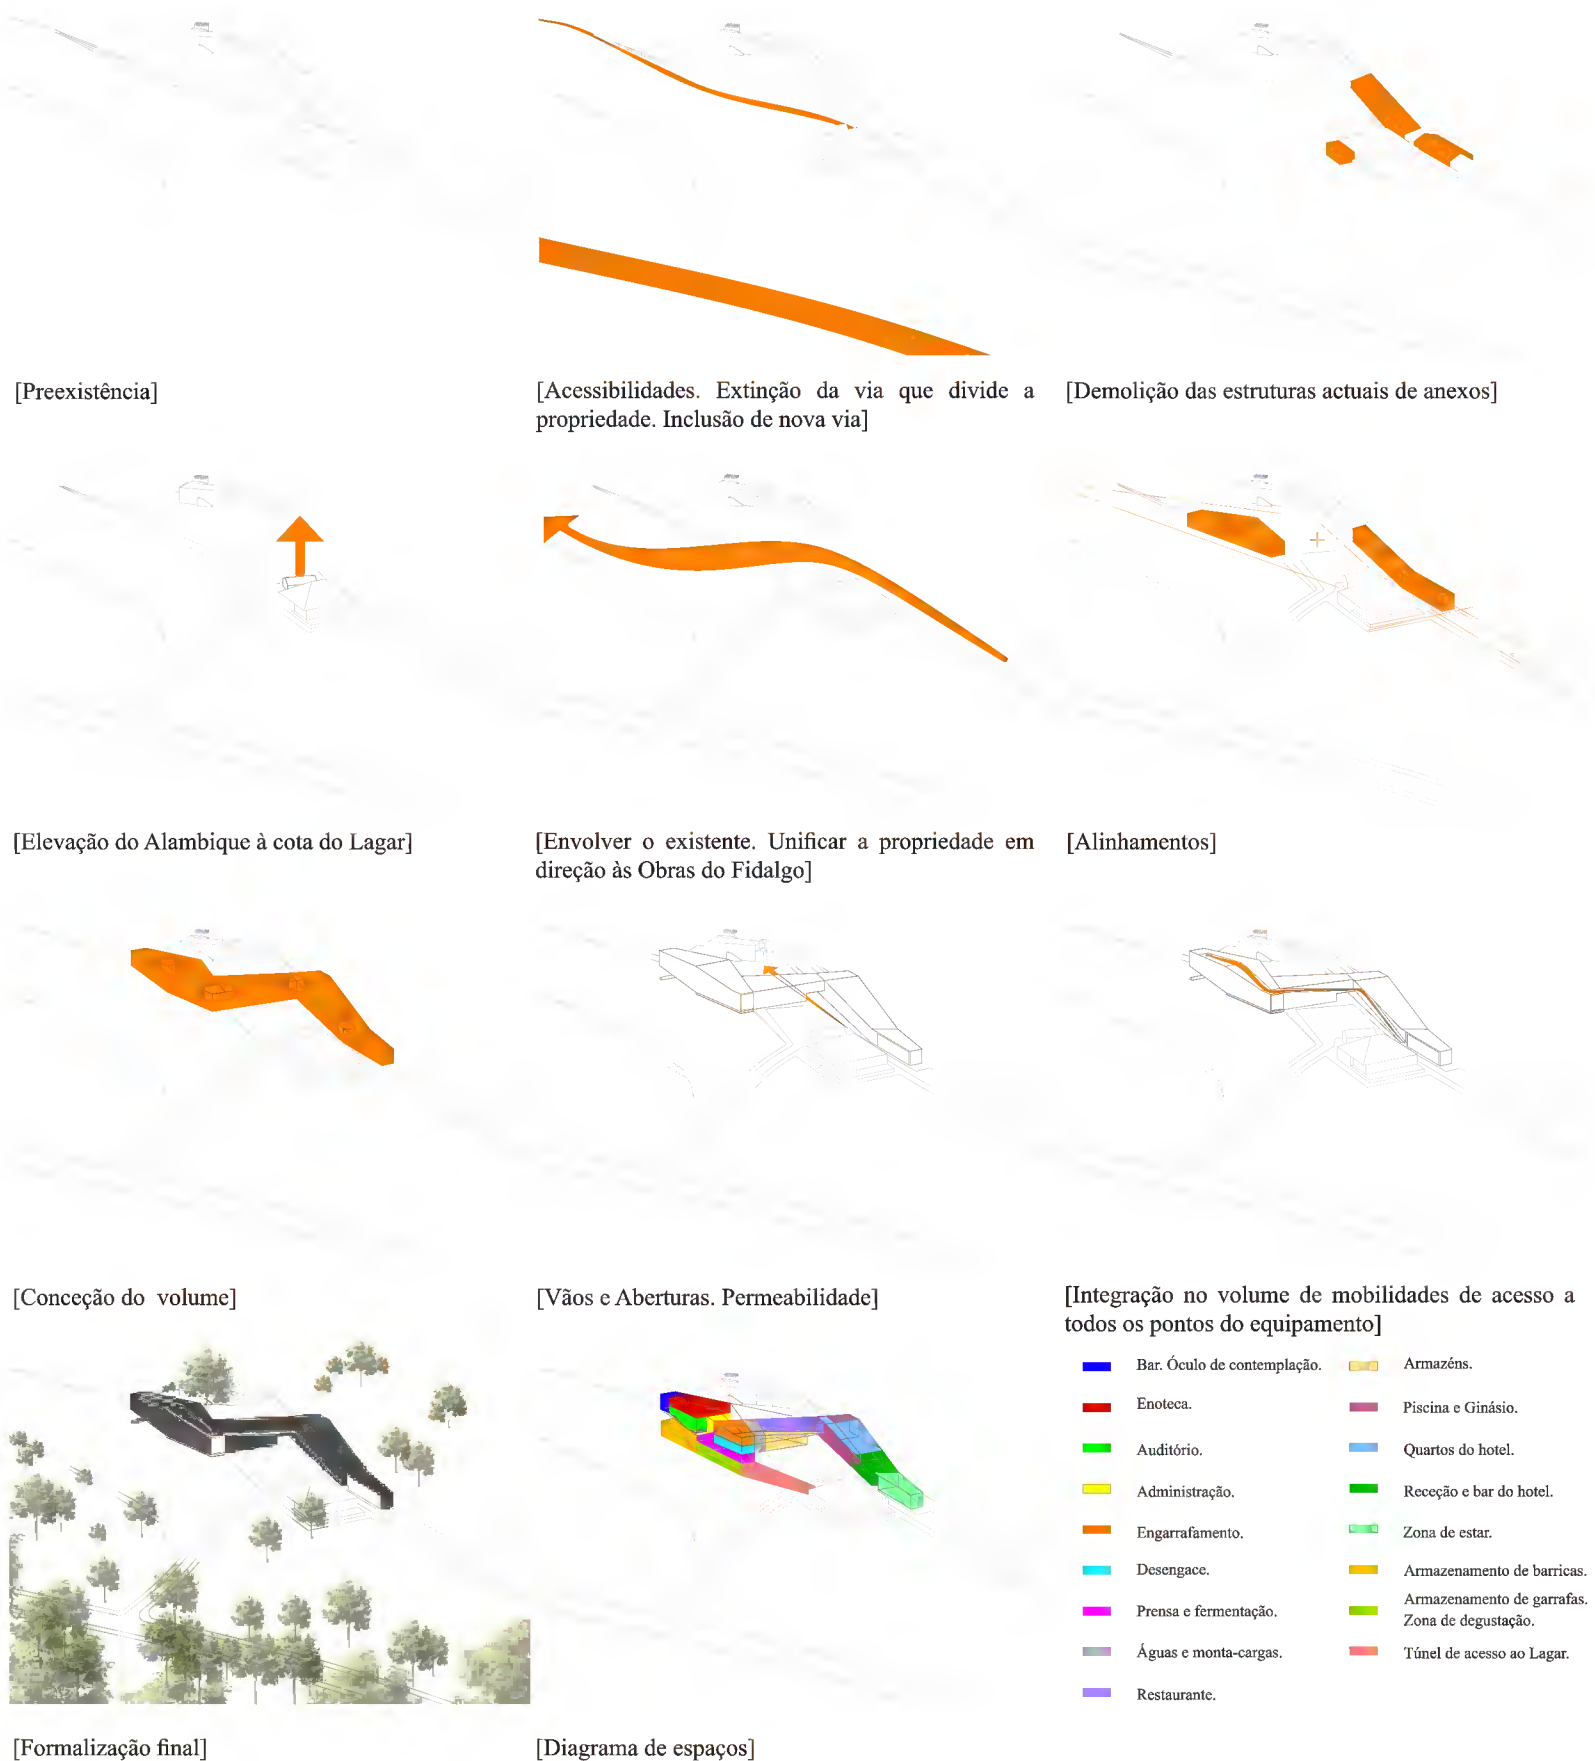 [Preexistência]
[Acessibilidades. Extinção da via que divide a
propriedade. Inclusão de nova via]
[Demolição das estruturas actuais de anexos]
[Elevação do Alambique à cota do Lagar]
[Envolver o existente. Unificar a propriedade em
direção às Obras do Fidalgo]
[Alinhamentos]
[Conceção do volume]
[Vãos e Aberturas. Permeabilidade]
[Integração no volume de mobilidades de acesso a
todos os pontos do equipamento]
Bar. Óculo de contemplação.
Enoteca.
Auditório.
Administração.
Engarrafamento.
Desengace.
Prensa e fermentação.
Águas e monta-cargas.
Restaurante.
Armazéns.
Piscina e Ginásio.
Quartos do hotel.
Receção e bar do hotel.
Zona de estar.
Armazenamento de barricas.
Armazenamento de garrafas.
Zona de degustação.
Túnel de acesso ao Lagar.
[Formalização final]
[Diagrama de espaços]